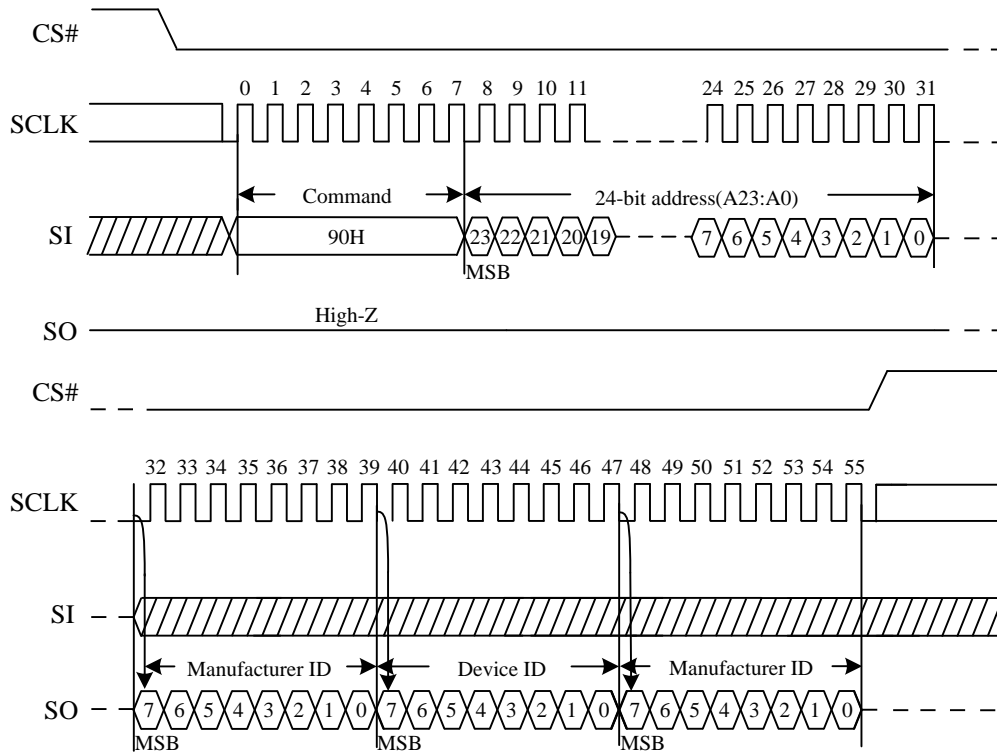 CS#
0 1 2 3 4 5 6 7 8 9 10 11 24 25 26 27 28 29 30 31
SCLK
Command 24-bit address(A23:A0)
SI 90H 23 22 21 20 19 7 6 5 4 3 2 1 0
MSB
High-Z
SO
CS#
32 33 34 35 36 37 38 39 40 41 42 43 44 45 46 47 48 49 50 51 52 53 54 55
SCLK
SI
Manufacturer ID Device ID Manufacturer ID
SO 7 6 5 4 3 2 1 0 7 6 5 4 3 2 1 0 7 6 5 4 3 2 1 0
MSB MSB MSB